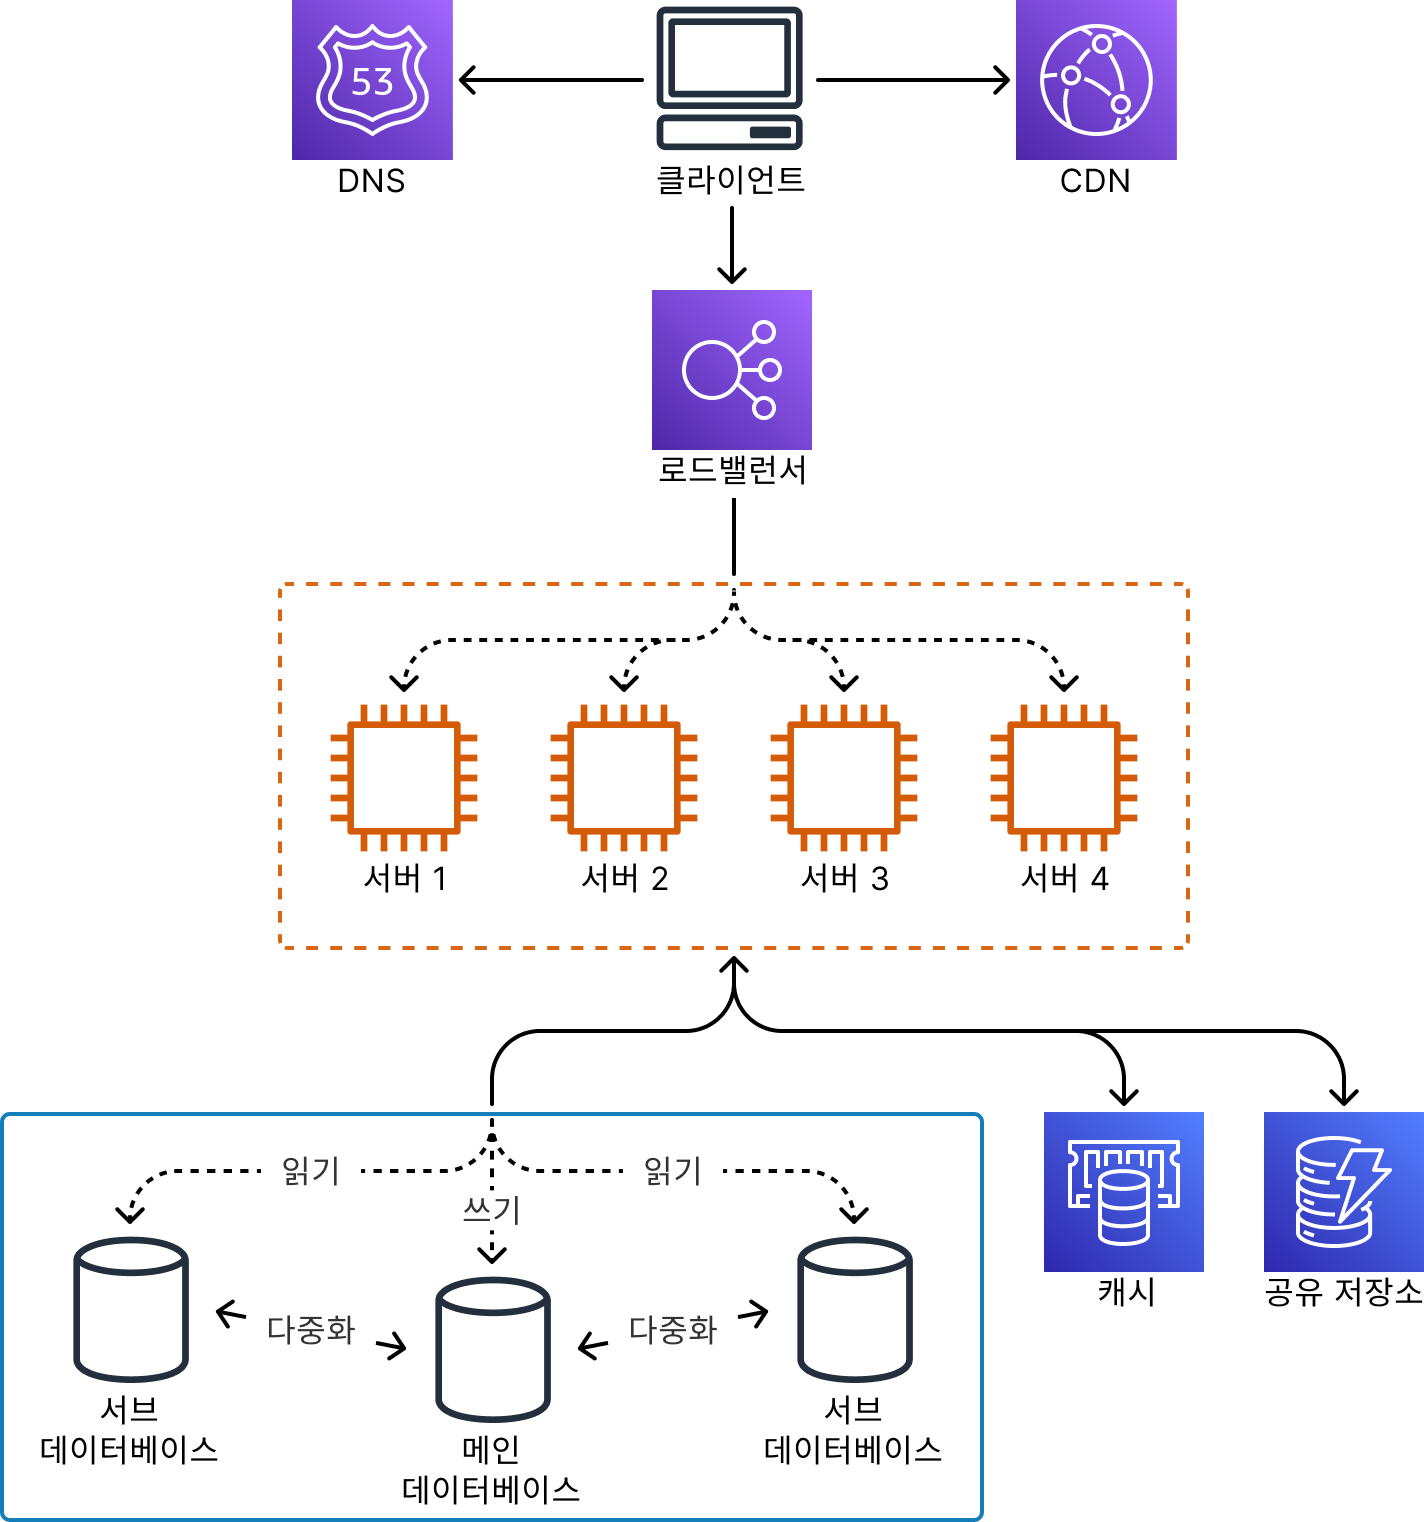 53
DNS
클라이언트
CDN
로드밸런서
서버 1
서버 2
서버 3
서버 4
읽기
읽기
쓰기
다중화
다중화
서브
데이터베이스
메인
데이터베이스
서브
데이터베이스
캐시
공유 저장소